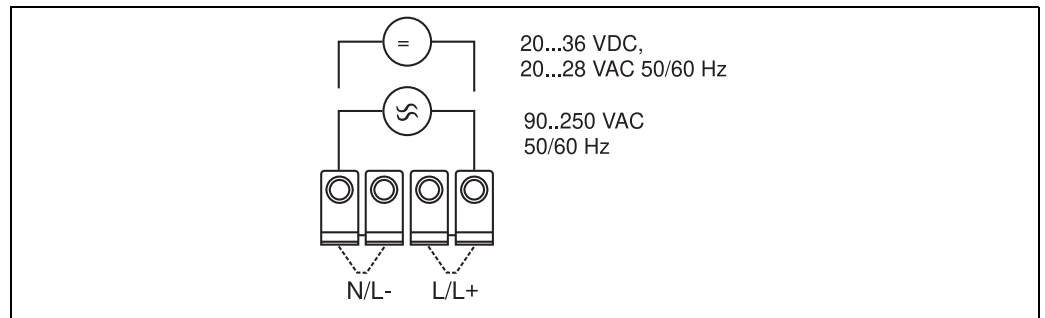 =
20...36 VDC,
20...28 VAC 50/60 Hz
90..250 VAC
50/60 Hz
N/L- L/L+